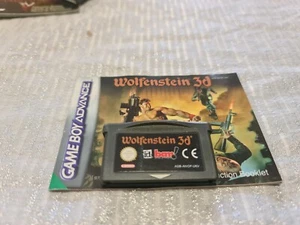 Wolfenstein 3d
GAME BOY ADVANCE
Wolfenstein 3d
CE
ction Booklet